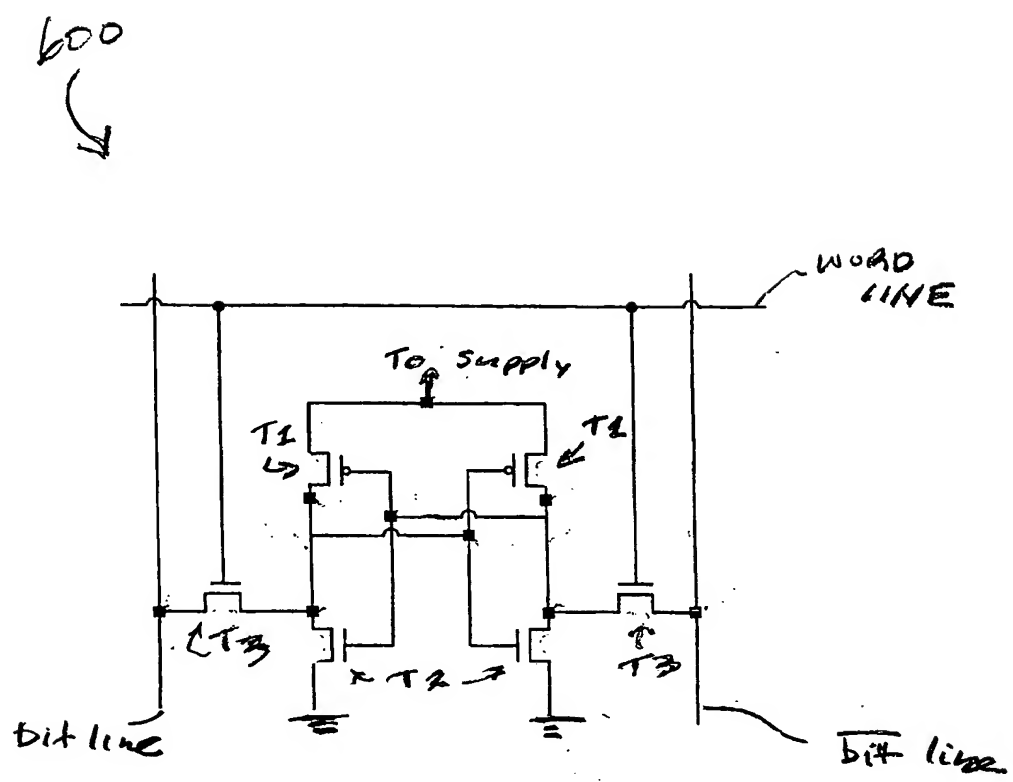 600
WORD
LINE
To supply
T1
T1
T3
T2
T3
bit line
bit line